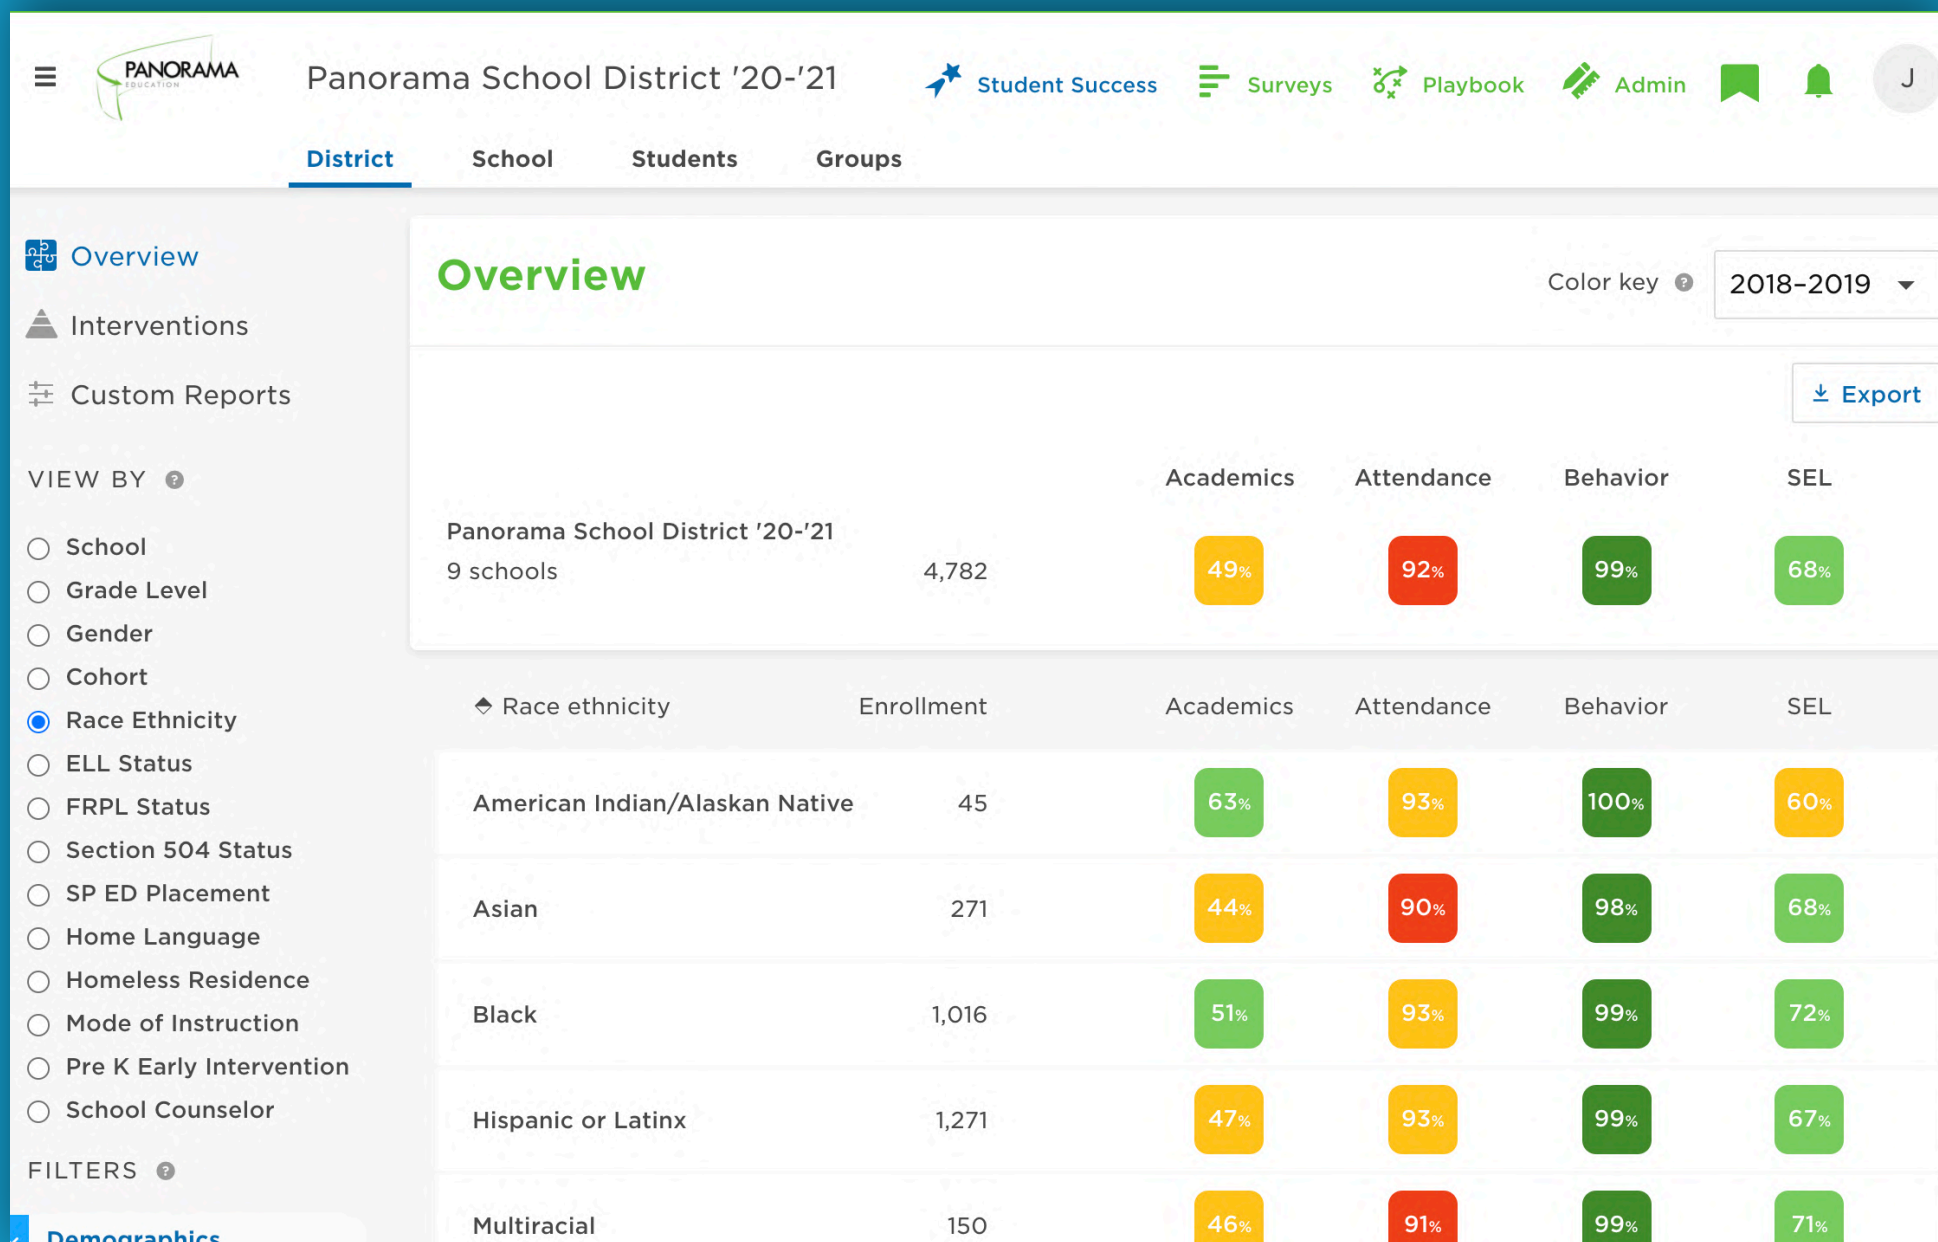 PANORAMA
EDUCATION
Panorama School District '20-'21
Student Success
Surveys
Playbook
Admin
J
District
School
Students
Groups
Overview
Interventions
Custom Reports
VIEW BY ?
School
Grade Level
Gender
Cohort
Race Ethnicity
ELL Status
FRPL Status
Section 504 Status
SP ED Placement
Home Language
Homeless Residence
Mode of Instruction
Pre K Early Intervention
School Counselor
FILTERS ?
Demographics
Overview
Color key ?
2018–2019
Export
Academics Attendance Behavior SEL
Panorama School District '20-'21
9 schools 4,782 49% 92% 99% 68%
Race ethnicity Enrollment Academics Attendance Behavior SEL
American Indian/Alaskan Native 45 63% 93% 100% 60%
Asian 271 44% 90% 98% 68%
Black 1,016 51% 93% 99% 72%
Hispanic or Latinx 1,271 47% 93% 99% 67%
Multiracial 150 46% 91% 99% 71%